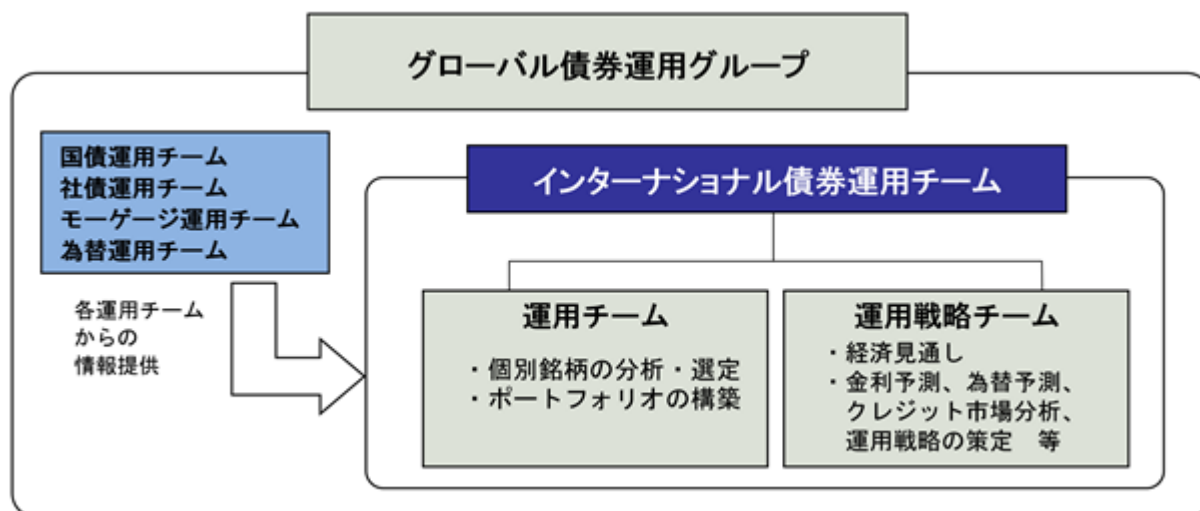 グローバル債券運用グループ
国債運用チーム
社債運用チーム
モーゲージ運用チーム
為替運用チーム
各運用チーム
からの
情報提供
インターナショナル債券運用チーム
運用チーム
・個別銘柄の分析・選定
・ポートフォリオの構築
運用戦略チーム
・経済見通し
・金利予測、為替予測、
クレジット市場分析、
運用戦略の策定　等